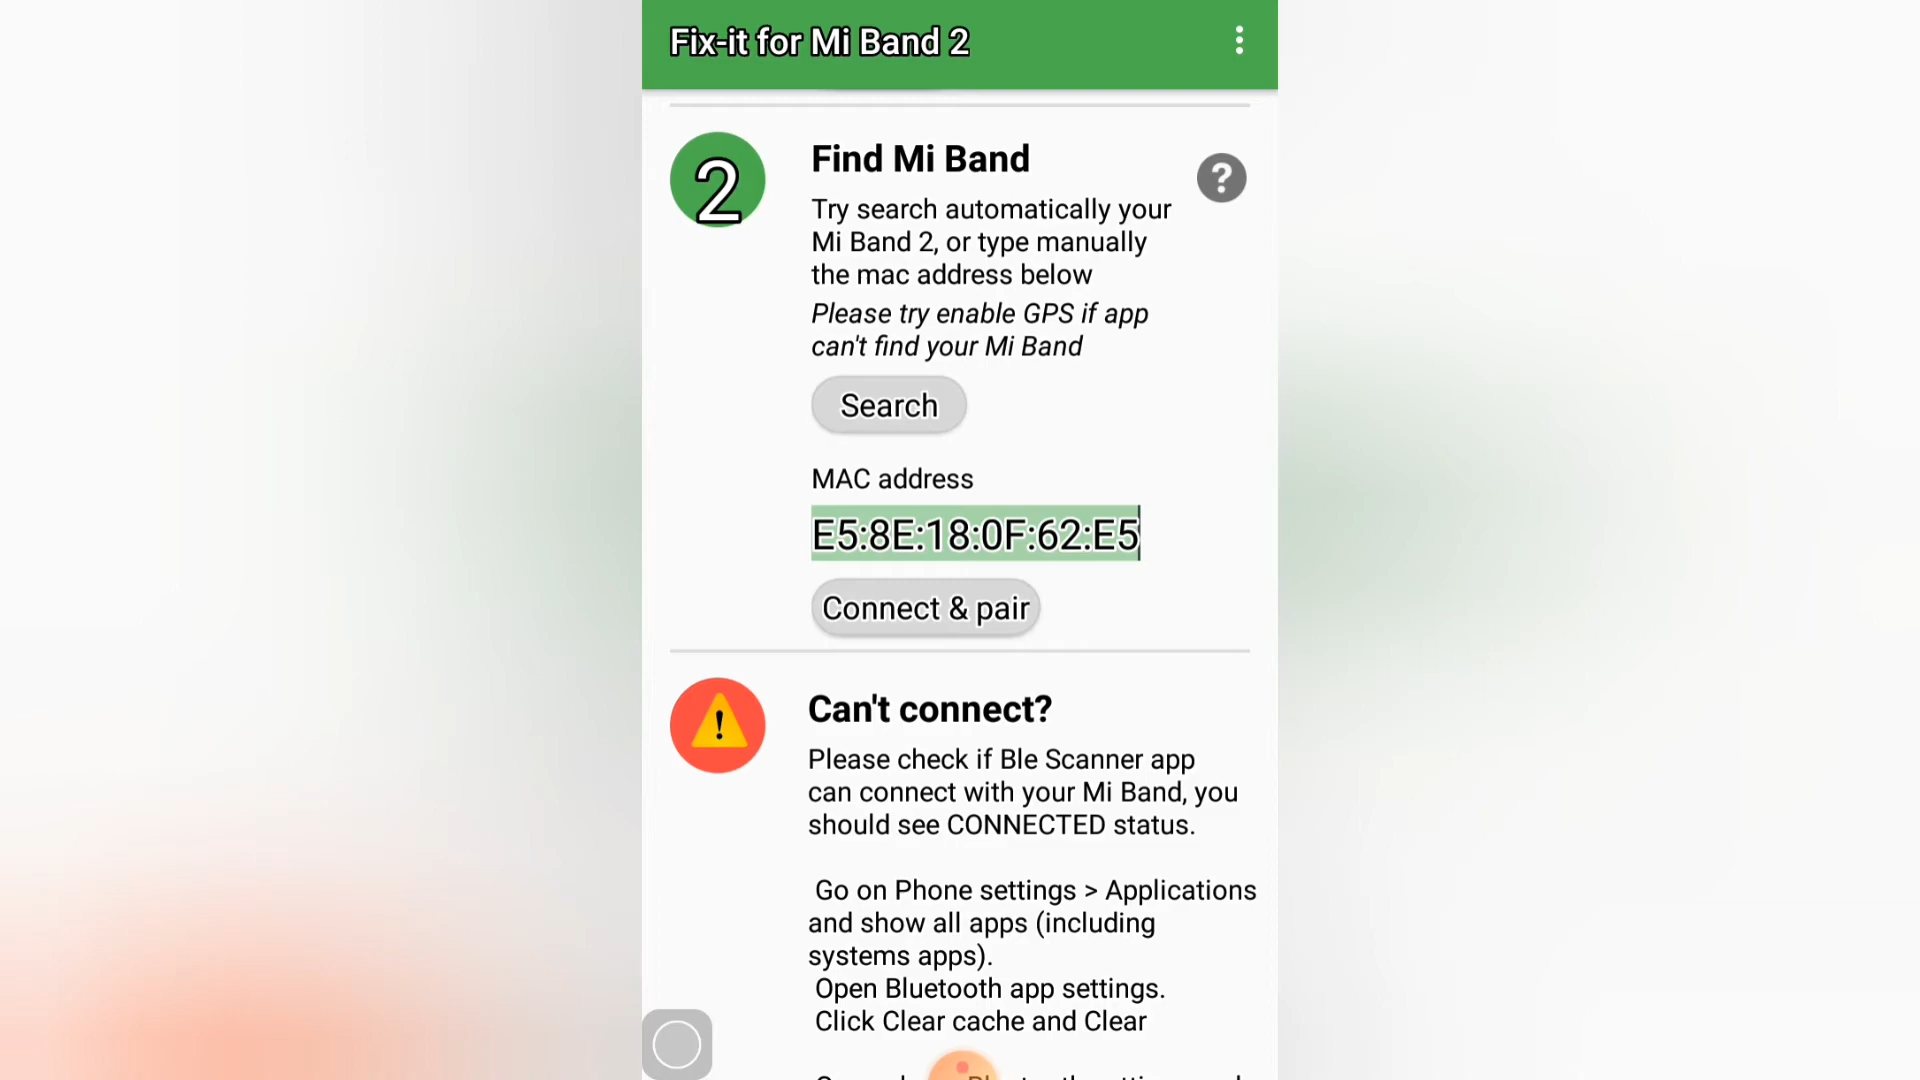 Fix-it for Mi Band 2
2
Find Mi Band
?
Try search automatically your
Mi Band 2, or type manually
the mac address below
Please try enable GPS if app
can't find your Mi Band
Search
MAC address
E5:8E:18:0F:62:E5
Connect & pair
Can't connect?
Please check if Ble Scanner app
can connect with your Mi Band, you
should see CONNECTED status.
Go on Phone settings > Applications
and show all apps (including
systems apps).
Open Bluetooth app settings.
Click Clear cache and Clear